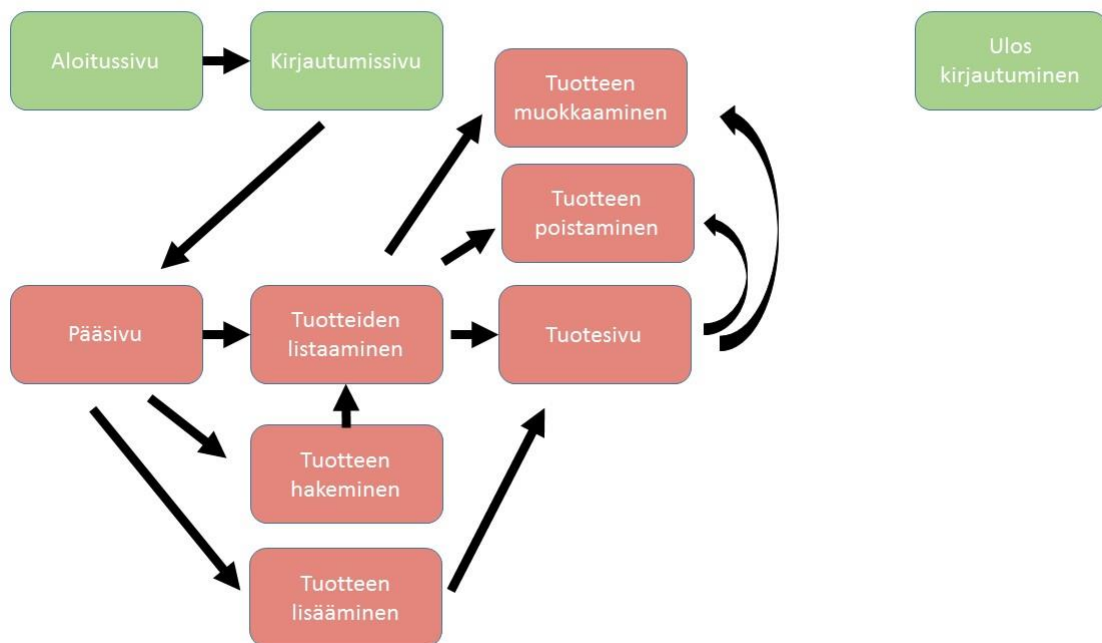 Aloitussivu
Kirjautumissivu
Ulos
kirjautuminen
Tuotteen
muokkaaminen
Tuotteen
poistaminen
Pääsivu
Tuotteiden
listaaminen
Tuotesivu
Tuotteen
hakeminen
Tuotteen
lisääminen